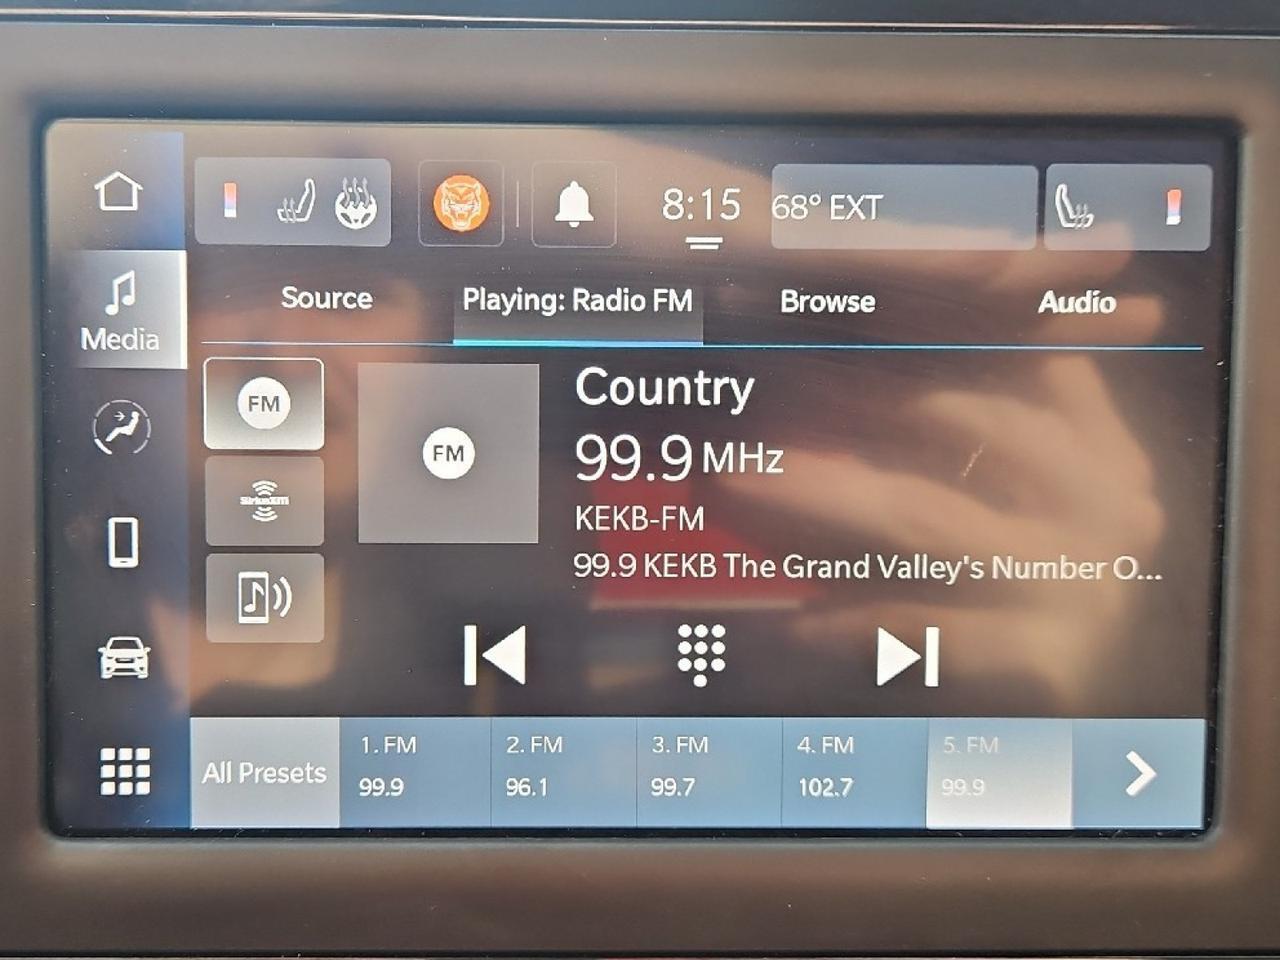 8:15
68° EXT
Media
Source
Playing: Radio FM
Browse
Audio
FM
FM
SiriusXM
Country
99.9 MHz
KEKB-FM
99.9 KEKB The Grand Valley's Number O...
All Presets
1. FM
99.9
2. FM
96.1
3. FM
99.7
4. FM
102.7
5. FM
99.9